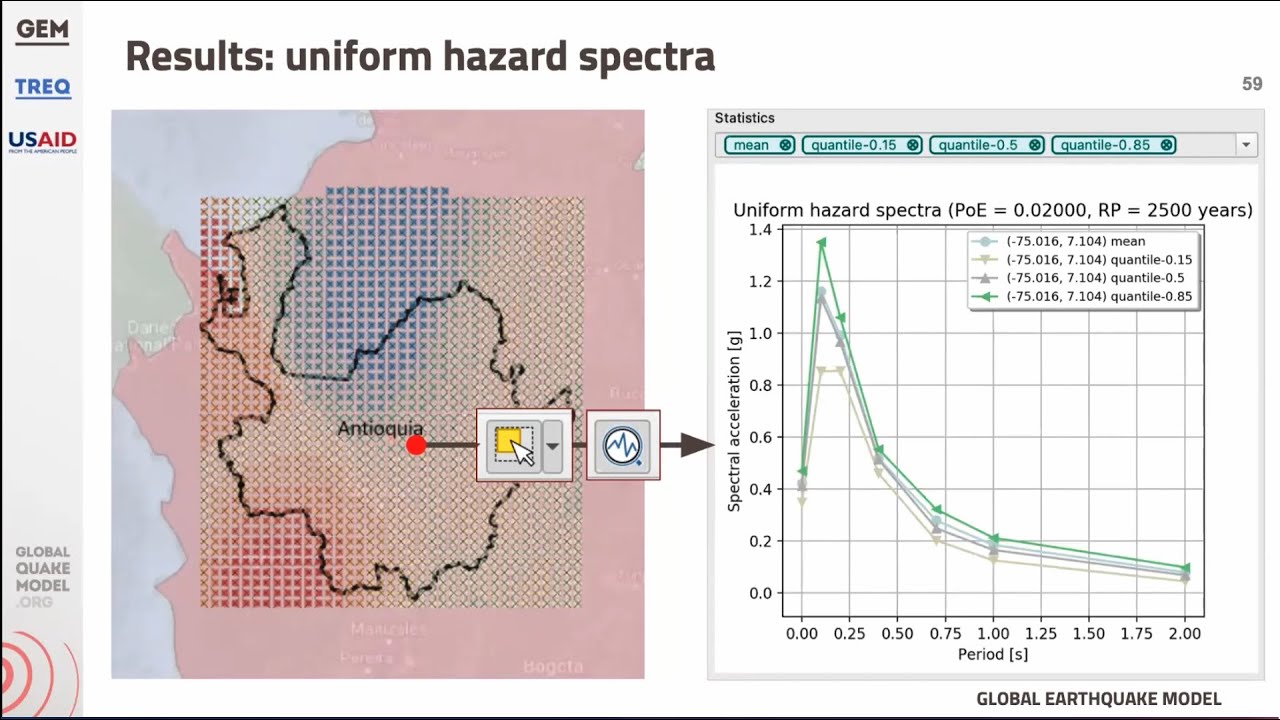 GEM
TREQ
USAID
FROM THE AMERICAN PEOPLE
GLOBAL
QUAKE
MODEL
.ORG
Results: uniform hazard spectra
59
Antioquia
Manizales
Pereira
Bogota
Statistics
mean quantile-0.15 quantile-0.5 quantile-0.85
Uniform hazard spectra (PoE = 0.02000, RP = 2500 years)
(-75.016, 7.104) mean
(-75.016, 7.104) quantile-0.15
(-75.016, 7.104) quantile-0.5
(-75.016, 7.104) quantile-0.85
Spectral acceleration [g]
1.4
1.2
1.0
0.8
0.6
0.4
0.2
0.0
0.00 0.25 0.50 0.75 1.00 1.25 1.50 1.75 2.00
Period [s]
GLOBAL EARTHQUAKE MODEL